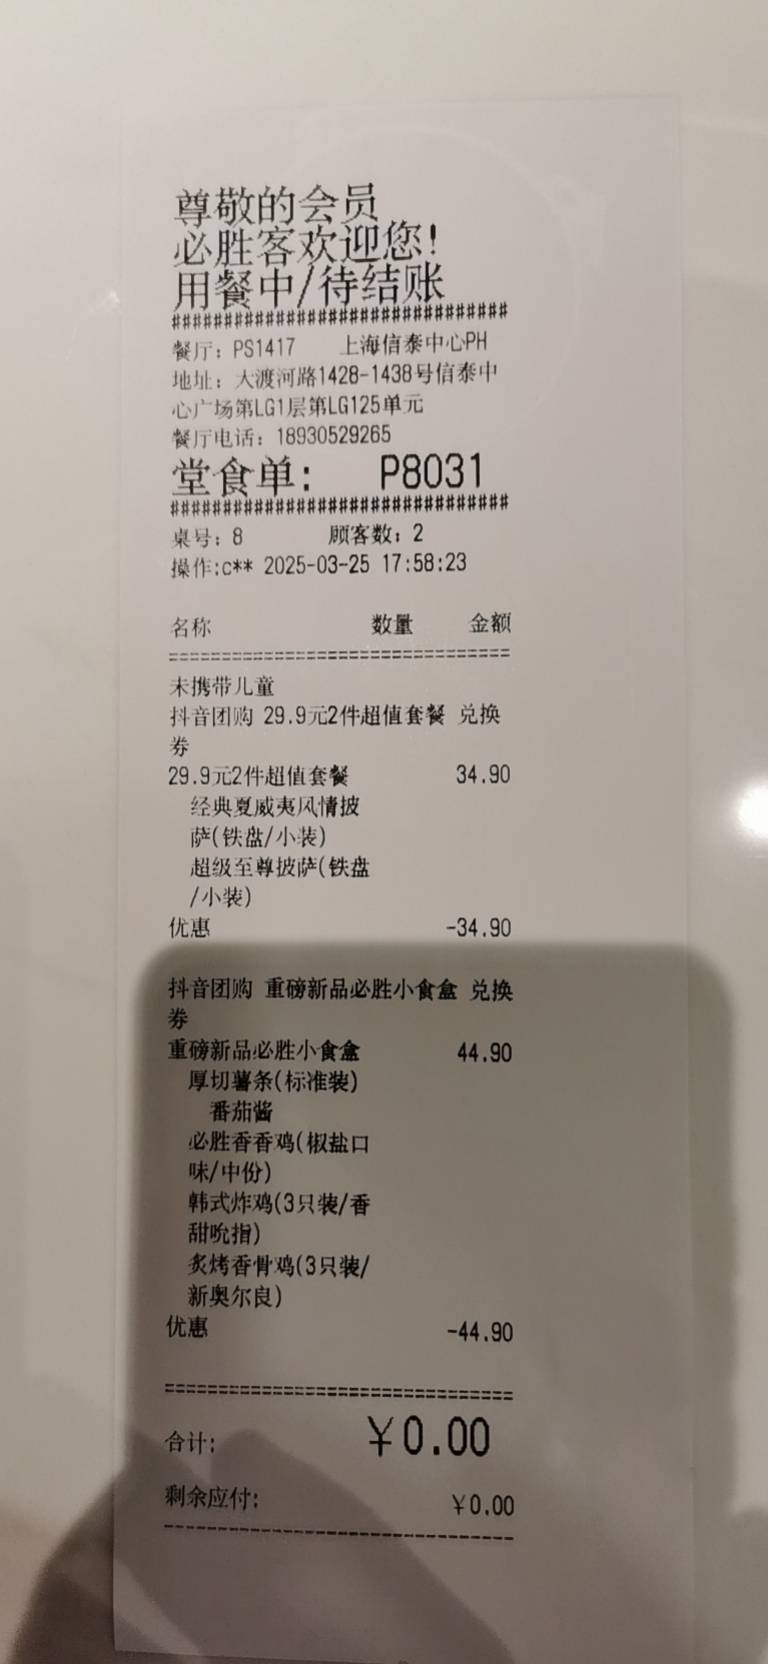 尊敬的会员
必胜客欢迎您!
用餐中/待结账
################################
餐厅: PS1417 上海信泰中心PH
地址: 大渡河路1428-1438号信泰中
心广场第LG1层第LG125单元
餐厅电话: 18930529265
堂食单: P8031
################################
桌号: 8 顾客数: 2
操作:c** 2025-03-25 17:58:23
名称 数量 金额
================================
未携带儿童
抖音团购 29.9元2件超值套餐 兑换
券
29.9元2件超值套餐 34.90
经典夏威夷风情披
萨(铁盘/小装)
超级至尊披萨(铁盘
/小装)
优惠 -34.90
抖音团购 重磅新品必胜小食盒 兑换
券
重磅新品必胜小食盒 44.90
厚切薯条(标准装)
番茄酱
必胜香香鸡(椒盐口
味/中份)
韩式炸鸡(3只装/香
甜吮指)
炙烤香骨鸡(3只装/
新奥尔良)
优惠 -44.90
================================
合计: ￥0.00
剩余应付: ￥0.00
--------------------------------